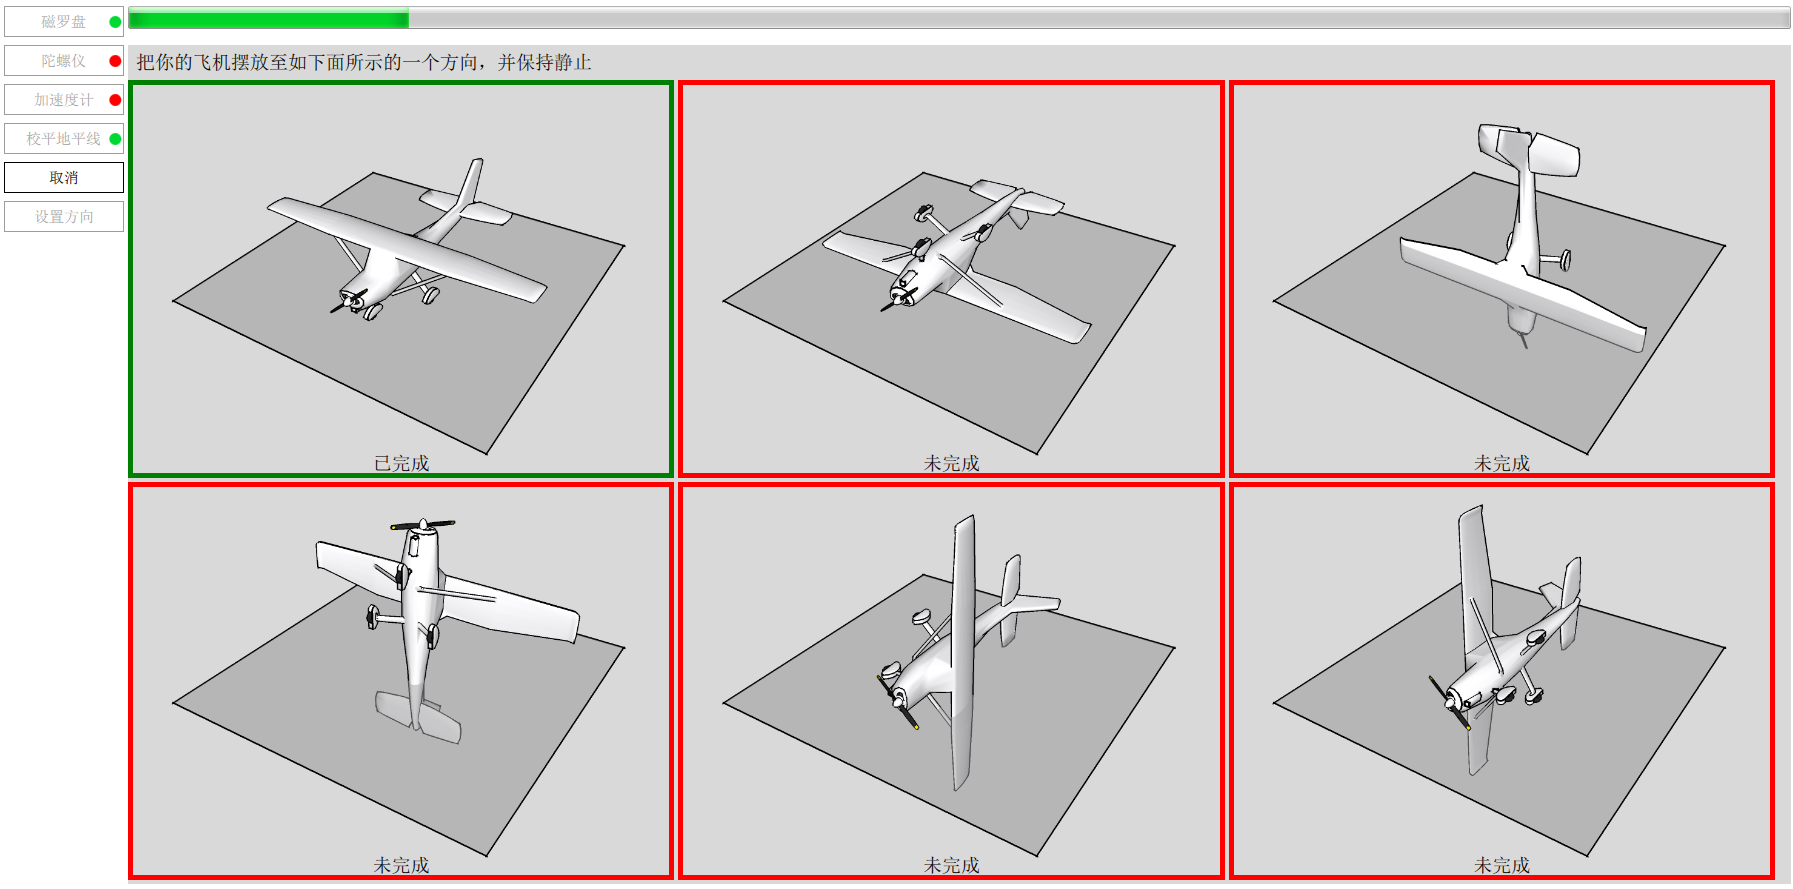 磁罗盘
陀螺仪
加速度计
校平地平线
取消
设置方向
把你的飞机摆放至如下面所示的一个方向，并保持静止
已完成
未完成
未完成
未完成
未完成
未完成